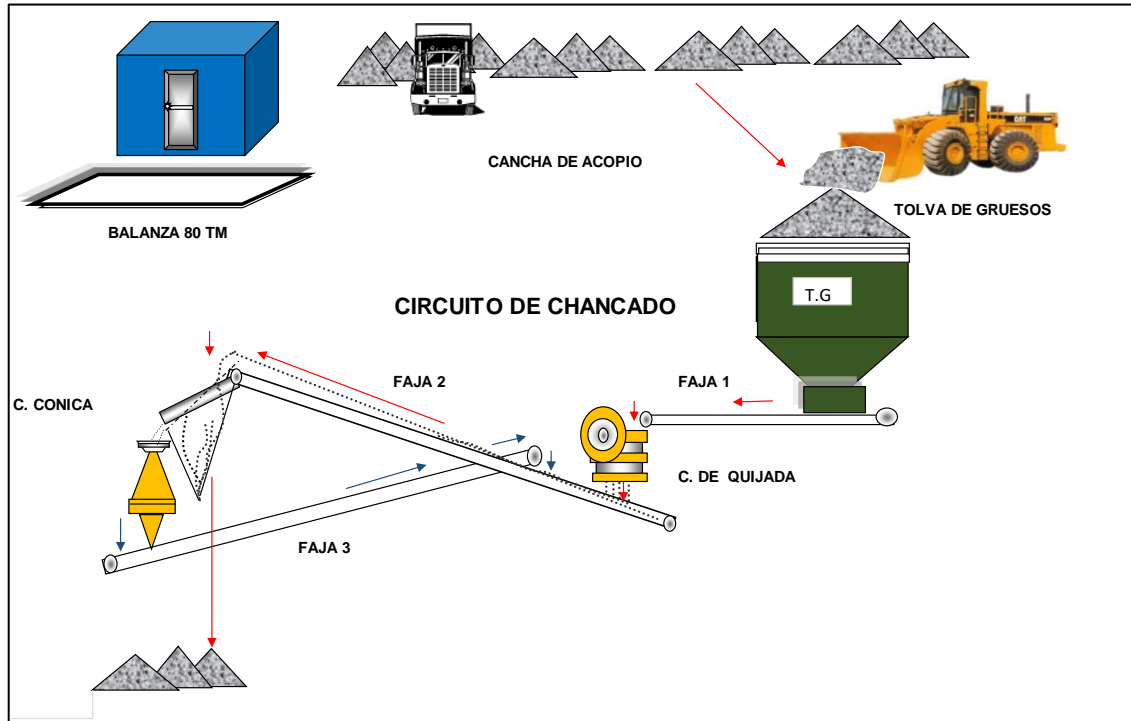 CANCHA DE ACOPIO
TOLVA DE GRUESOS
BALANZA 80 TM
T.G
CIRCUITO DE CHANCADO
FAJA 2
FAJA 1
C. CONICA
C. DE QUIJADA
FAJA 3
CAT